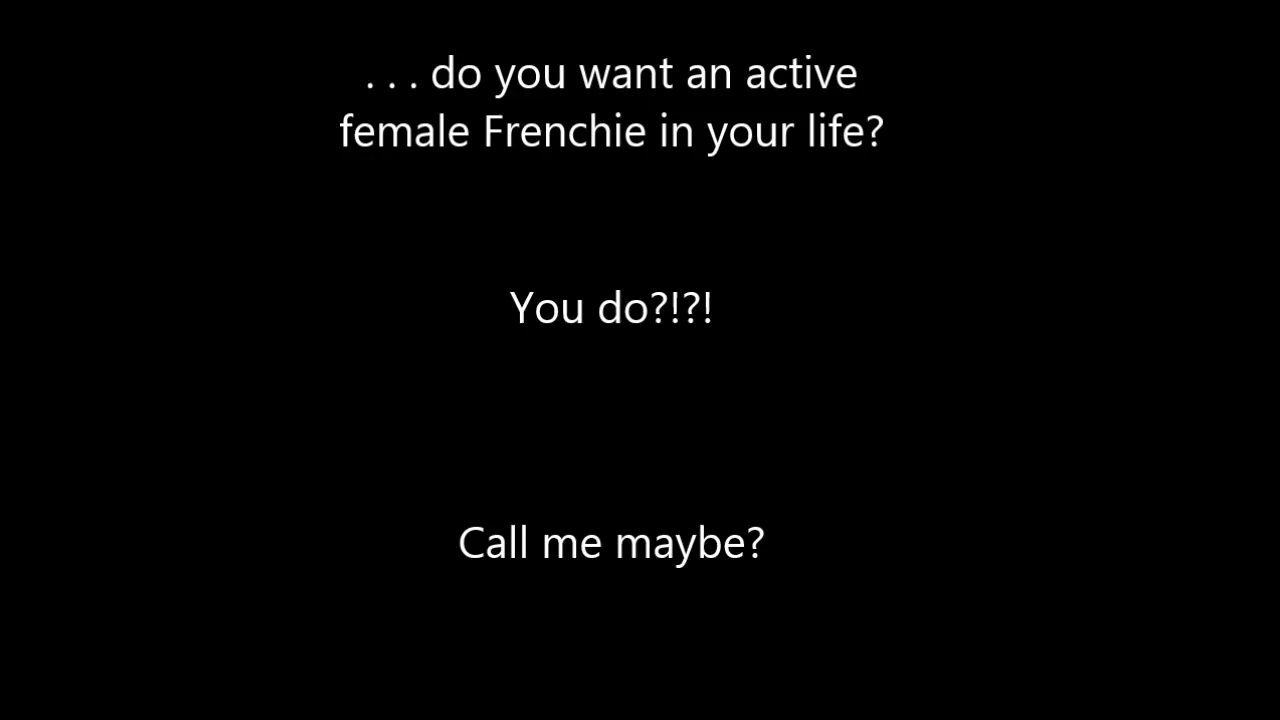 . . . do you want an active
female Frenchie in your life?
You do?!?!
Call me maybe?